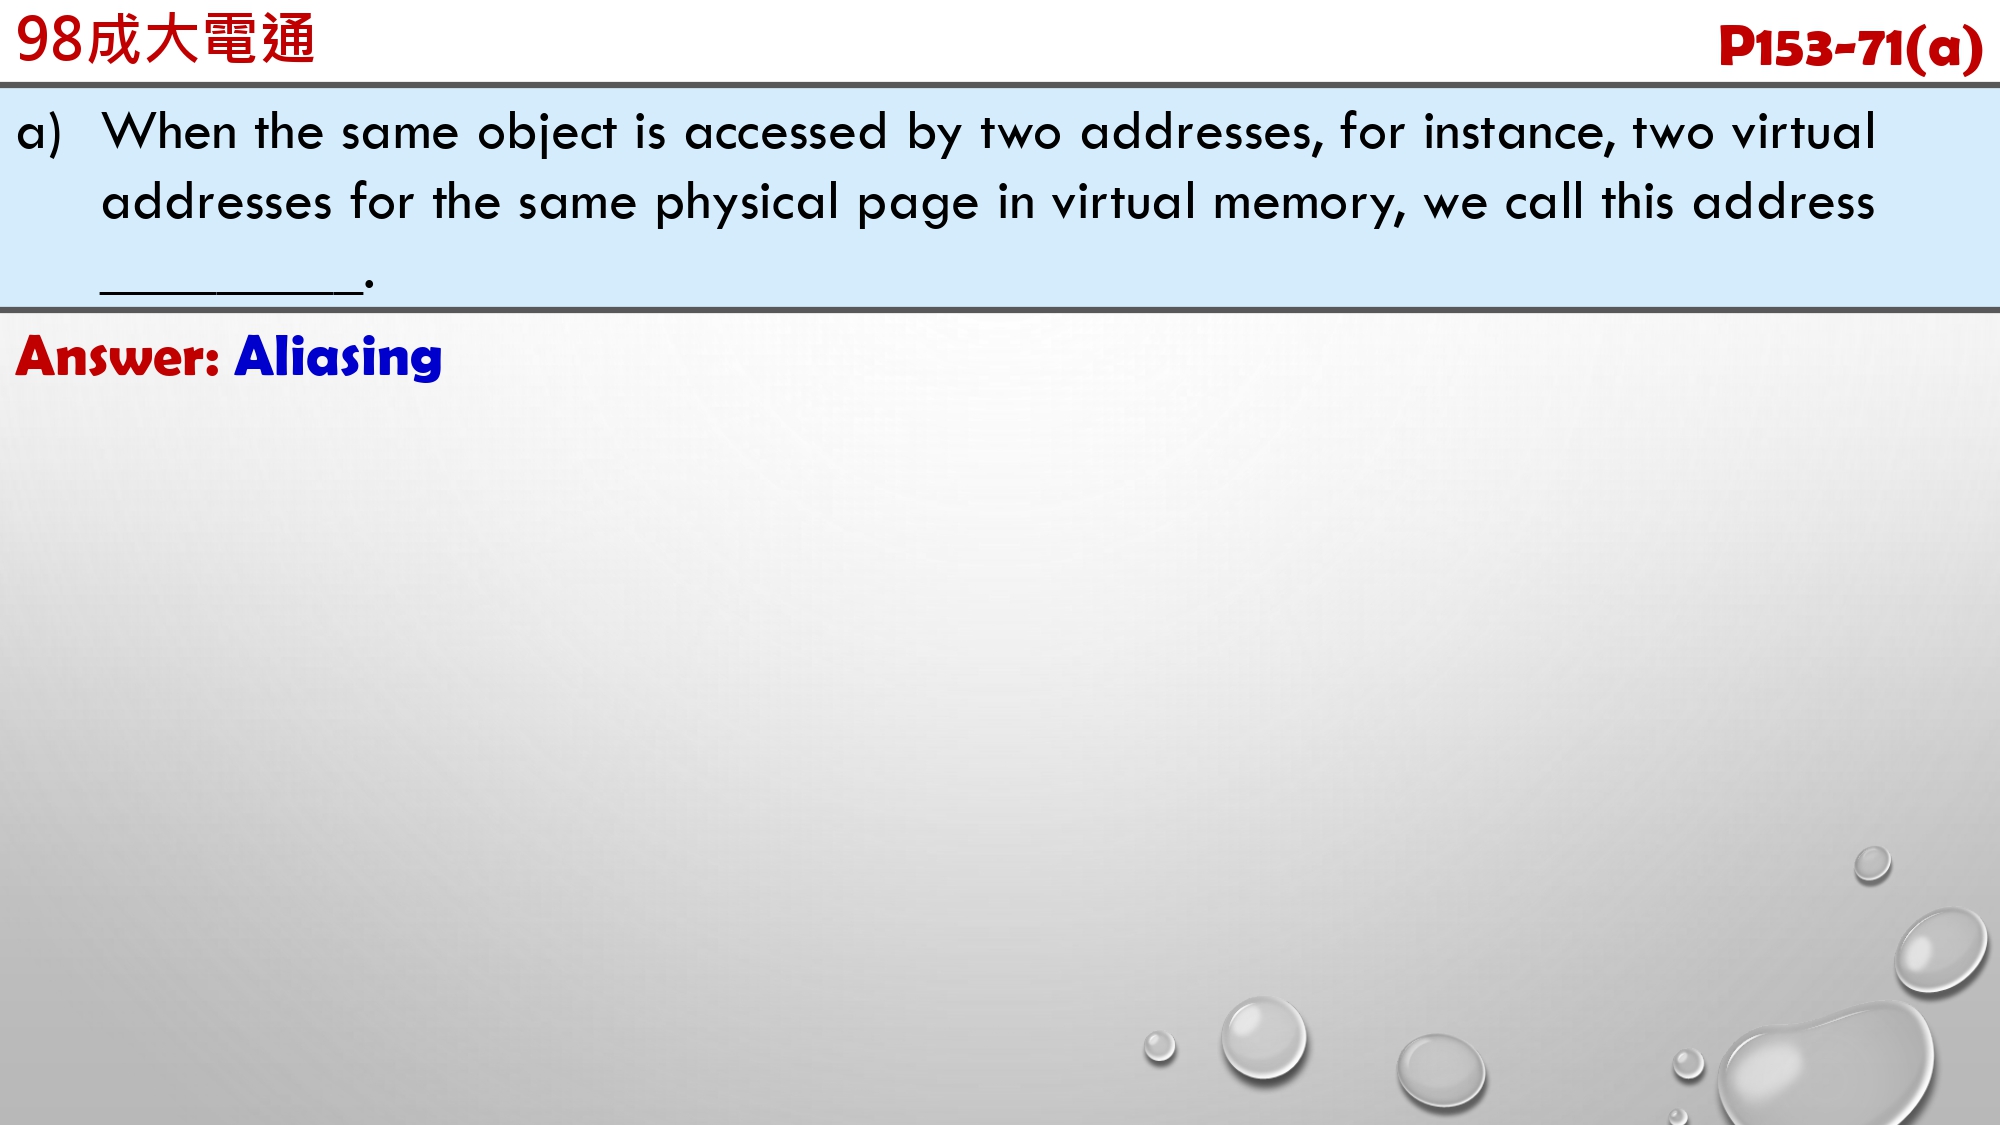 98成大電通
P153-71(a)
a) When the same object is accessed by two addresses, for instance, two virtual
addresses for the same physical page in virtual memory, we call this address
_________.
Answer: Aliasing